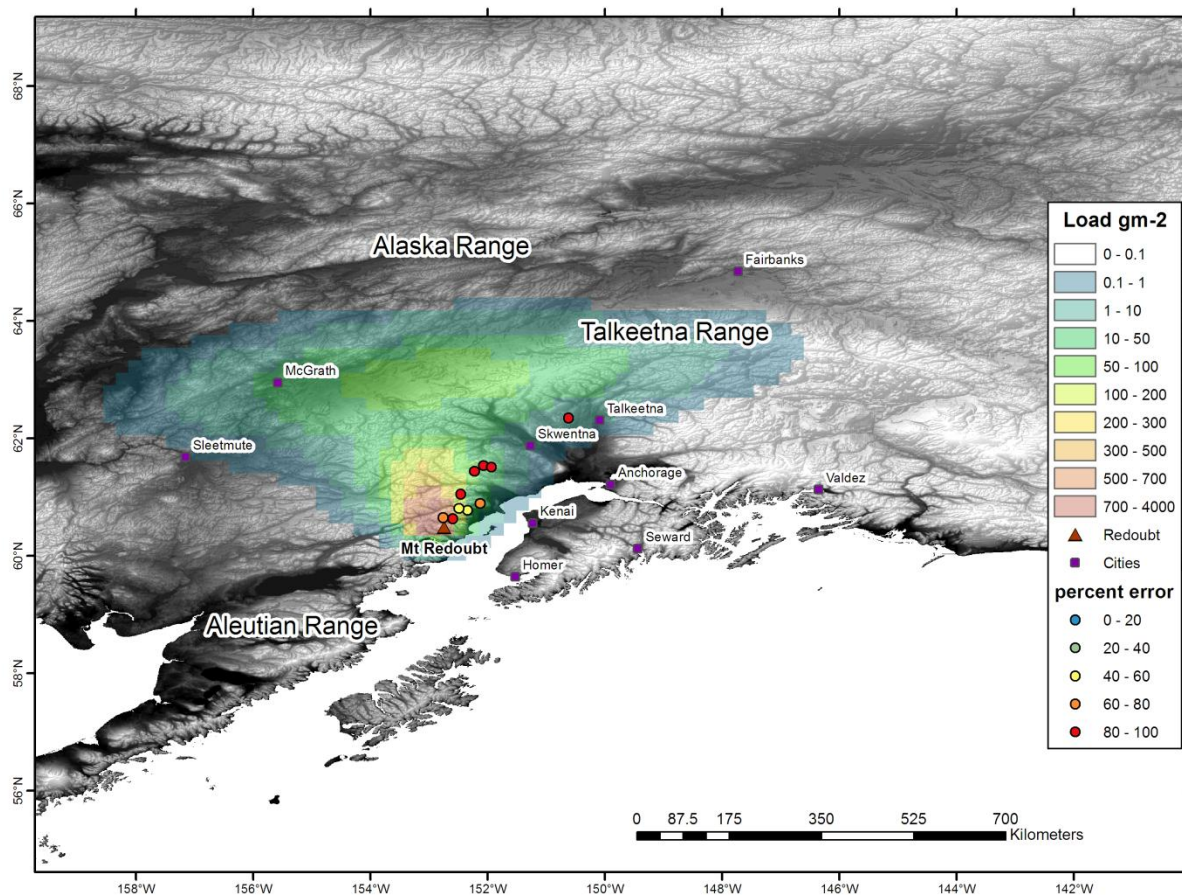 68°N
66°N
64°N
62°N
60°N
58°N
56°N
Alaska Range
Fairbanks
Talkeetna Range
McGrath
Talkeetna
Skwentna
Sleetmute
Anchorage
Valdez
Kenai
Seward
Mt Redoubt
Homer
Aleutian Range
Load gm-2
0 - 0.1
0.1 - 1
1 - 10
10 - 50
50 - 100
100 - 200
200 - 300
300 - 500
500 - 700
700 - 4000
Redoubt
Cities
percent error
0 - 20
20 - 40
40 - 60
60 - 80
80 - 100
0 87.5 175 350 525 700
Kilometers
158°W 156°W 154°W 152°W 150°W 148°W 146°W 144°W 142°W